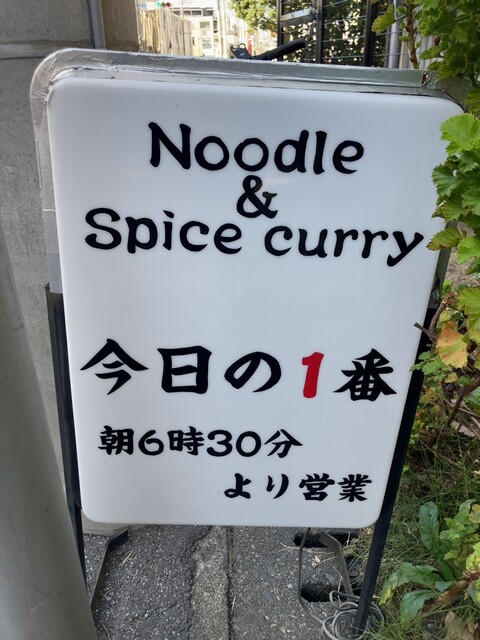 Noodle
&
Spice curry
今日の1番
朝6時30分
より営業